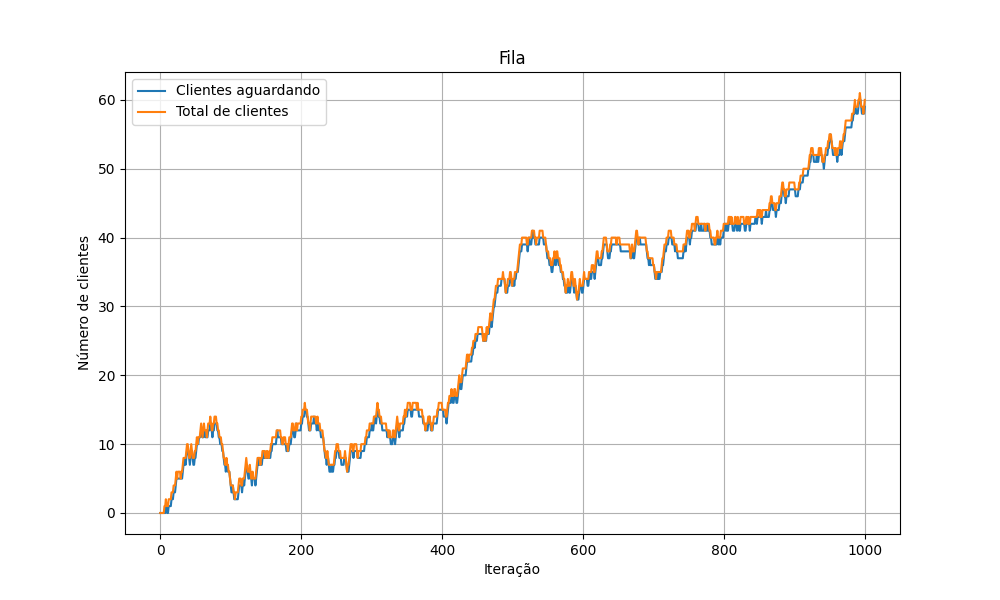 Fila
Clientes aguardando
Total de clientes
Número de clientes
60
50
40
30
20
10
0
0 200 400 600 800 1000
Iteração